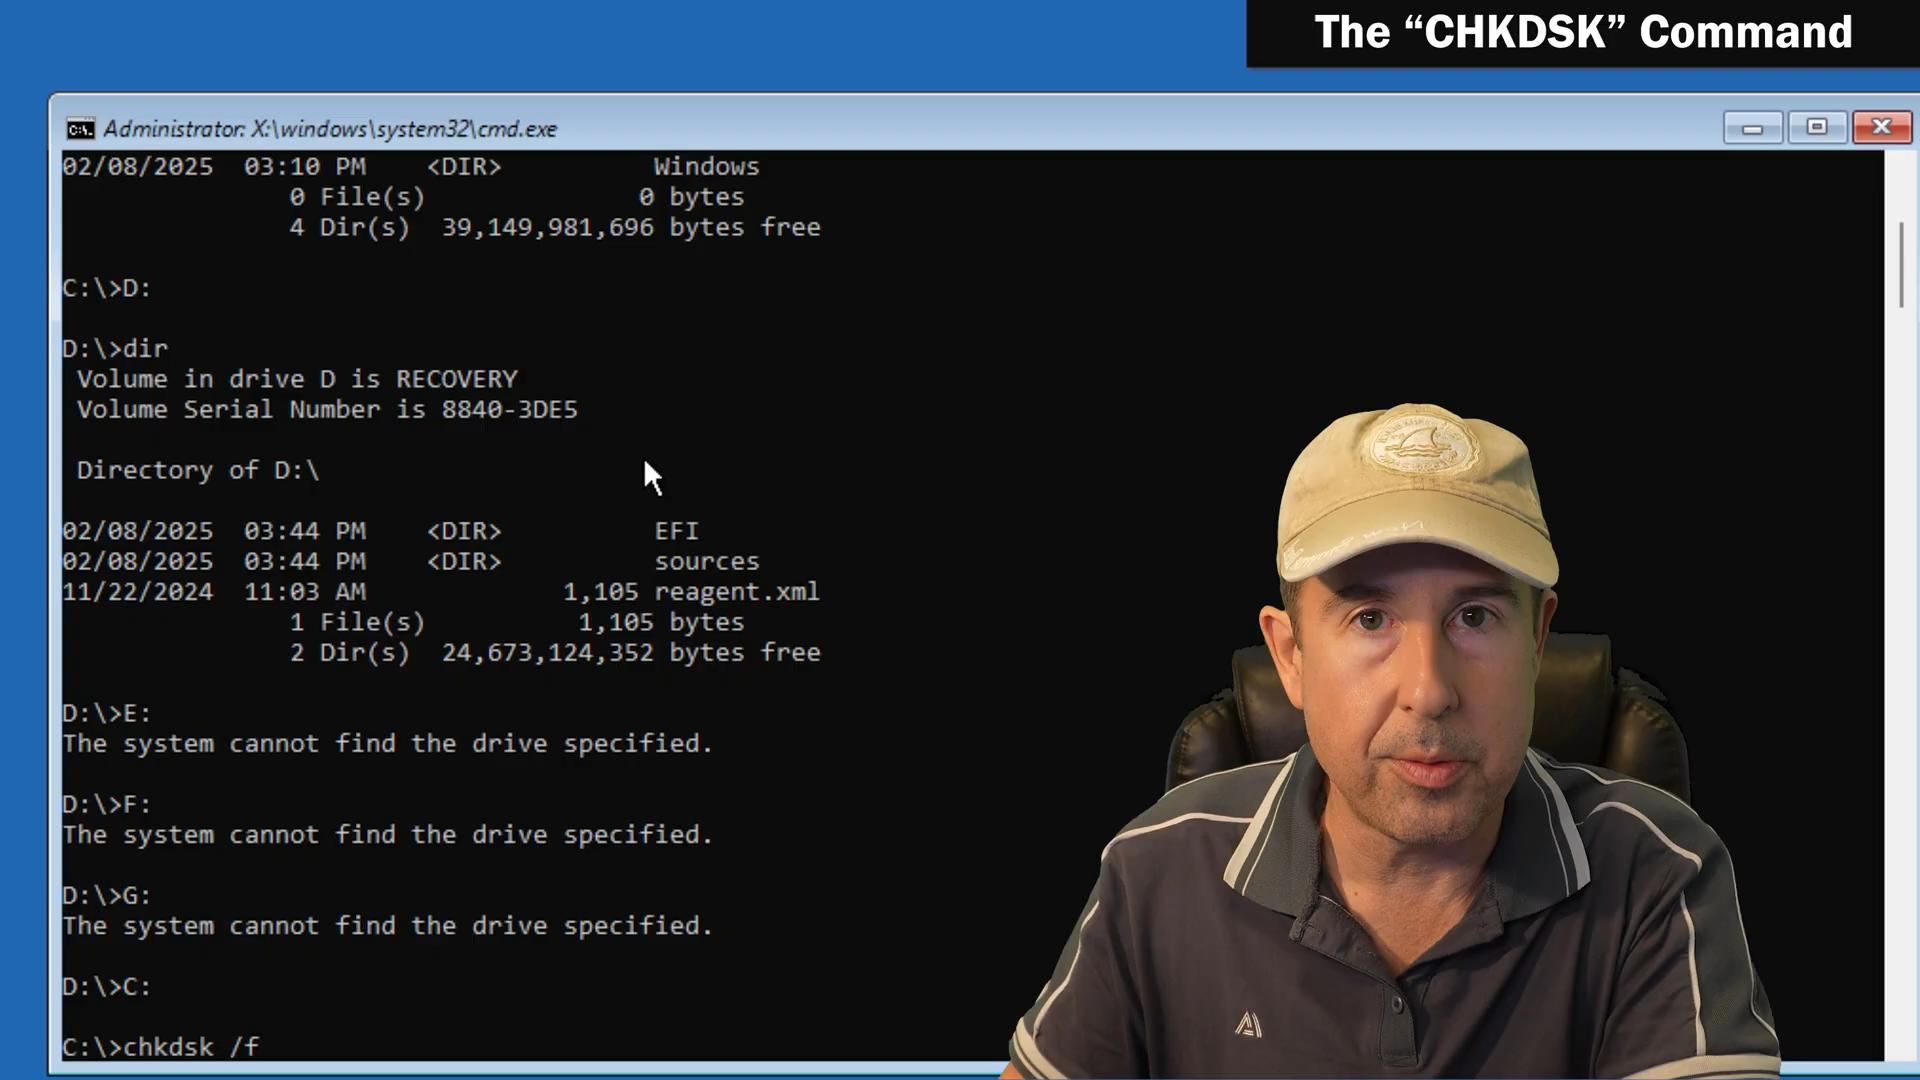 The “CHKDSK” Command
Administrator: X:\windows\system32\cmd.exe
02/08/2025  03:10 PM    <DIR>          Windows
               0 File(s)              0 bytes
               4 Dir(s)  39,149,981,696 bytes free
C:\>D:
D:\>dir
 Volume in drive D is RECOVERY
 Volume Serial Number is 8840-3DE5
 Directory of D:\
02/08/2025  03:44 PM    <DIR>          EFI
02/08/2025  03:44 PM    <DIR>          sources
11/22/2024  11:03 AM             1,105 reagent.xml
               1 File(s)          1,105 bytes
               2 Dir(s)  24,673,124,352 bytes free
D:\>E:
The system cannot find the drive specified.
D:\>F:
The system cannot find the drive specified.
D:\>G:
The system cannot find the drive specified.
D:\>C:
C:\>chkdsk /f